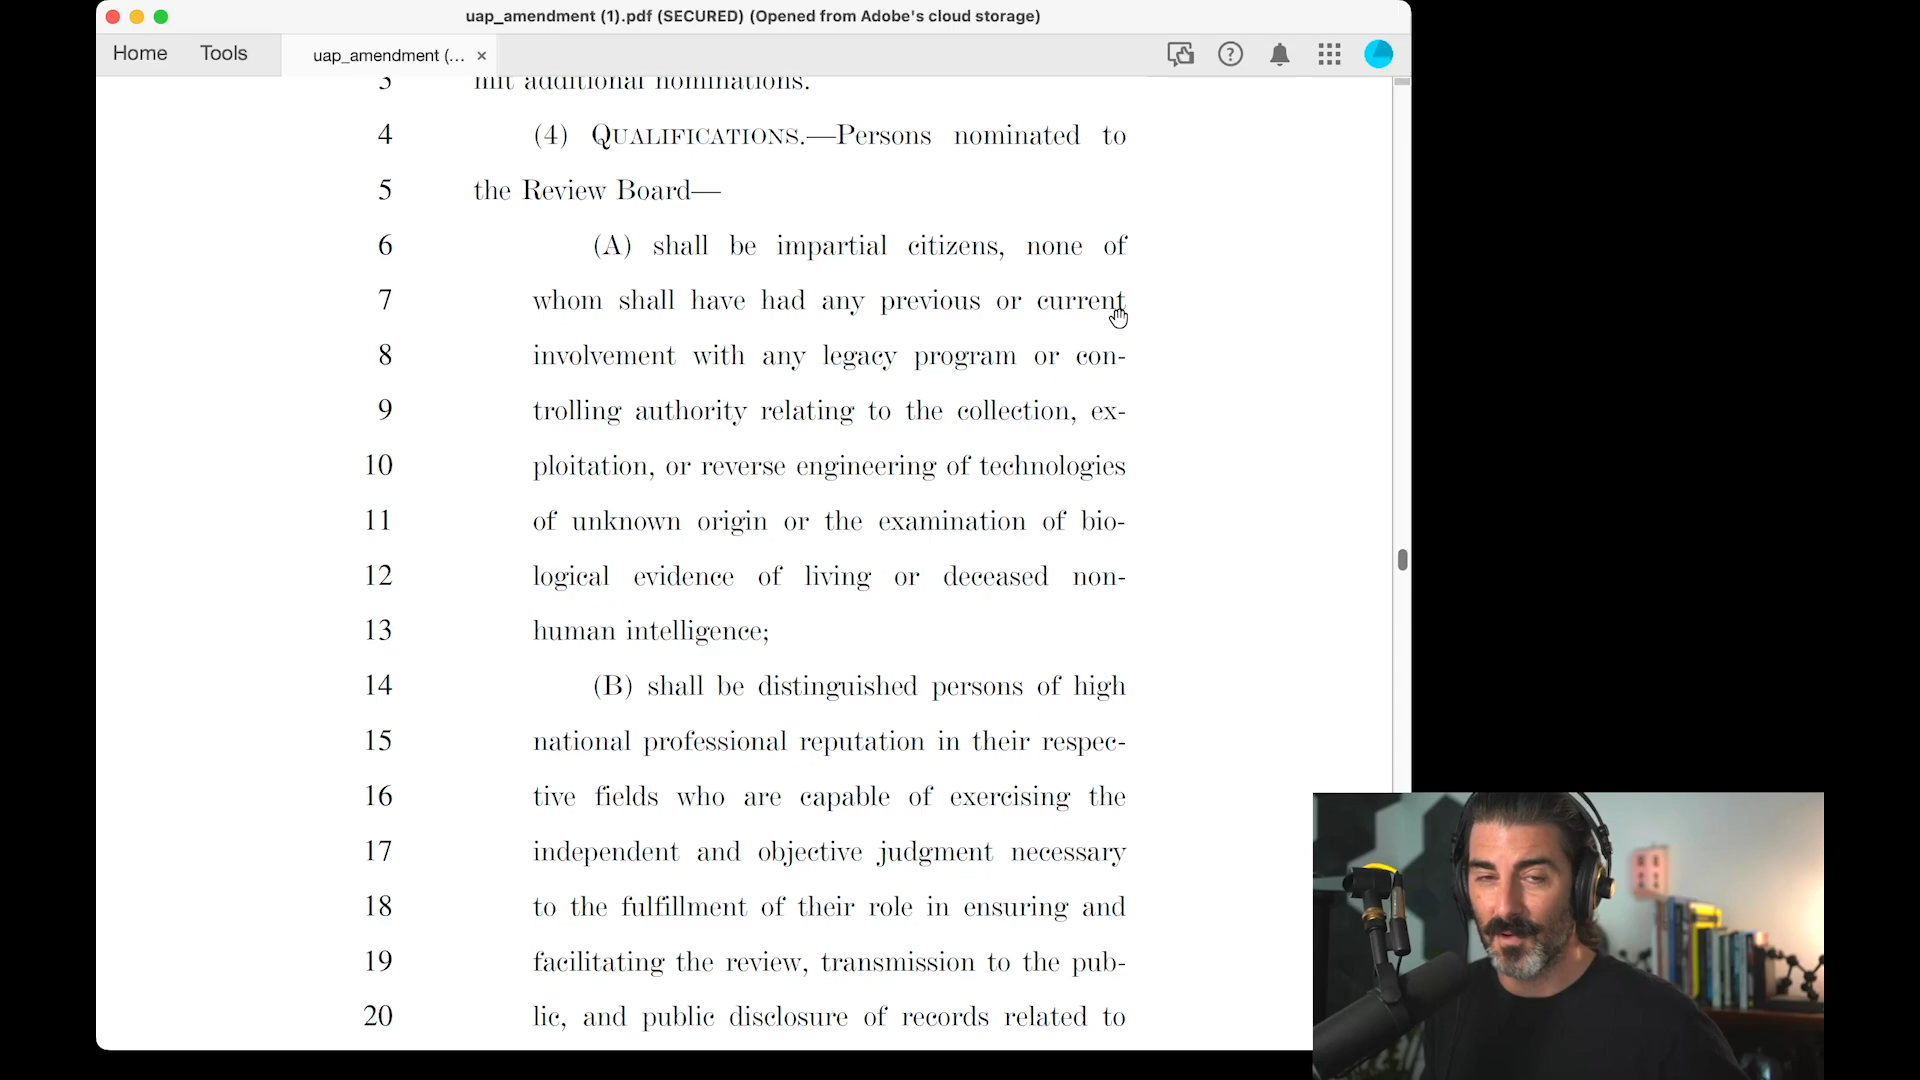 uap_amendment (1).pdf (SECURED) (Opened from Adobe's cloud storage)
Home Tools uap_amendment (... ×
3 mit additional nominations.
4 (4) QUALIFICATIONS.—Persons nominated to
5 the Review Board—
6 (A) shall be impartial citizens, none of
7 whom shall have had any previous or current
8 involvement with any legacy program or con-
9 trolling authority relating to the collection, ex-
10 ploitation, or reverse engineering of technologies
11 of unknown origin or the examination of bio-
12 logical evidence of living or deceased non-
13 human intelligence;
14 (B) shall be distinguished persons of high
15 national professional reputation in their respec-
16 tive fields who are capable of exercising the
17 independent and objective judgment necessary
18 to the fulfillment of their role in ensuring and
19 facilitating the review, transmission to the pub-
20 lic, and public disclosure of records related to